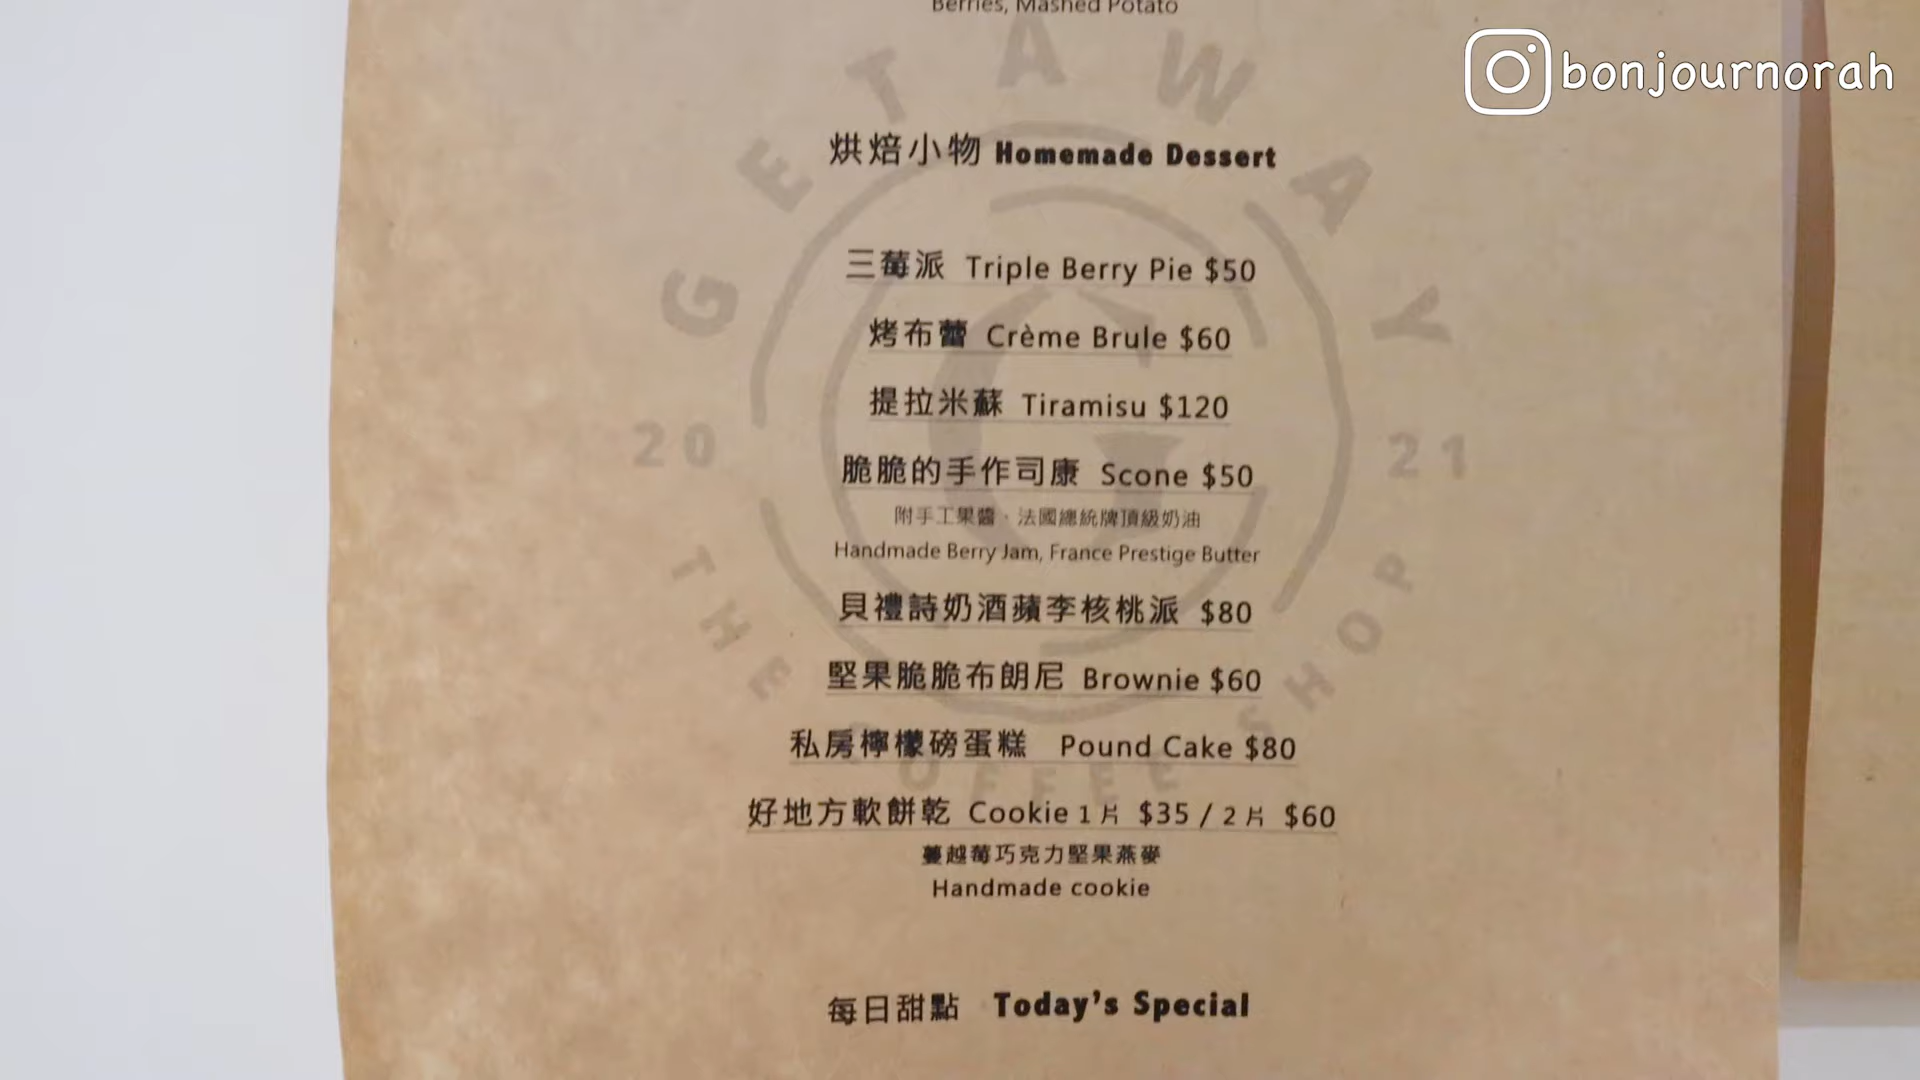 Berries, Mashed Potato
bonjournorah
GETAWAY
烘焙小物 Homemade Dessert
三莓派 Triple Berry Pie $50
烤布蕾 Crème Brule $60
提拉米蘇 Tiramisu $120
20 21
脆脆的手作司康 Scone $50
附手工果醬、法國總統牌頂級奶油
Handmade Berry Jam, France Prestige Butter
貝禮詩奶酒蘋李核桃派 $80
堅果脆脆布朗尼 Brownie $60
私房檸檬磅蛋糕 Pound Cake $80
THE COFFEE SHOP
好地方軟餅乾 Cookie 1片 $35 / 2片 $60
蔓越莓巧克力堅果燕麥
Handmade cookie
每日甜點 Today's Special